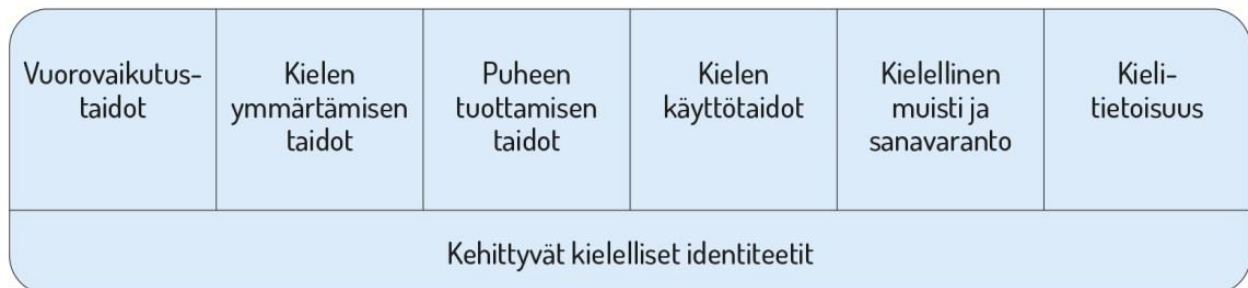 Vuorovaikutus-
taidot
Kielen
ymmärtämisen
taidot
Puheen
tuottamisen
taidot
Kielen
käyttötaidot
Kielellinen
muisti ja
sanavaranto
Kieli-
tietoisuus
Kehittyvät kielelliset identiteetit